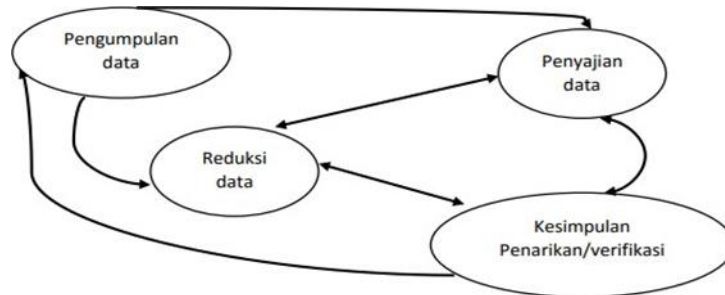 Pengumpulan
data
Penyajian
data
Reduksi
data
Kesimpulan
Penarikan/verifikasi